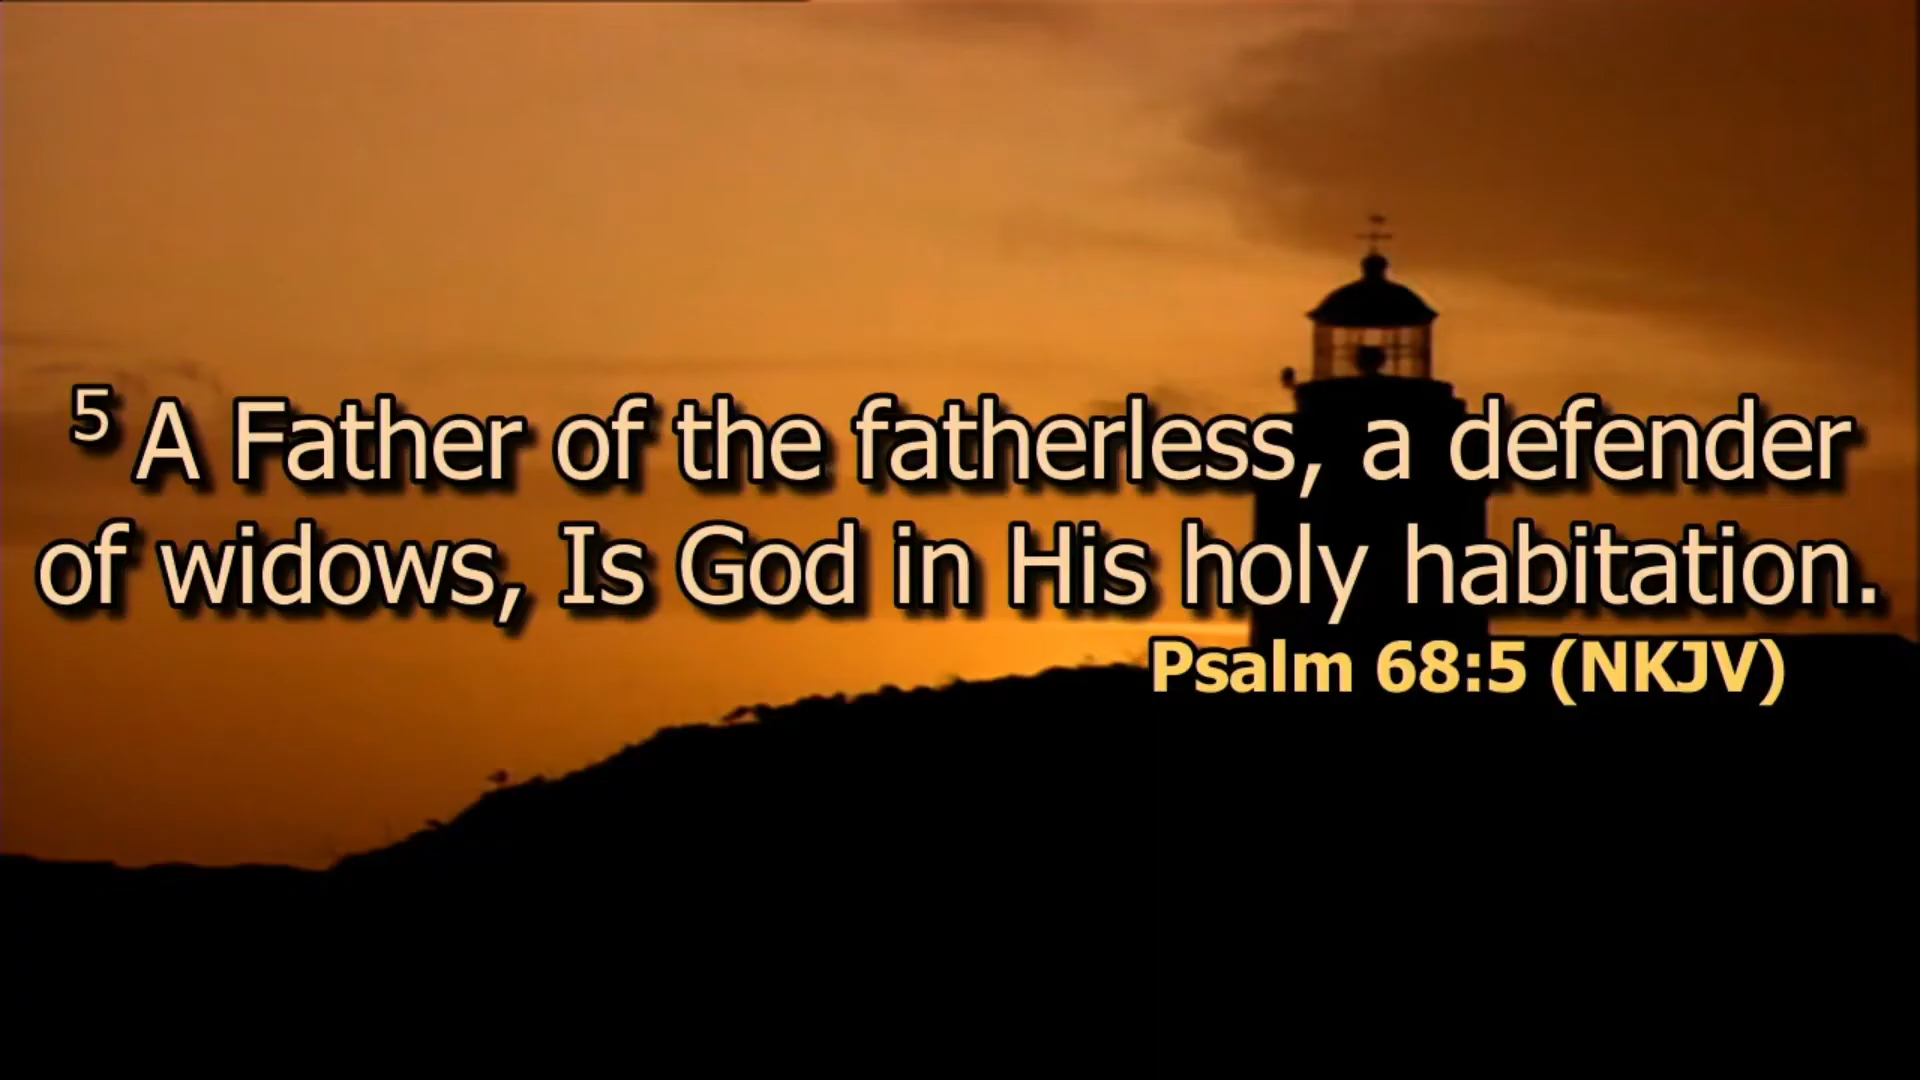 5 A Father of the fatherless, a defender
of widows, Is God in His holy habitation.
Psalm 68:5 (NKJV)